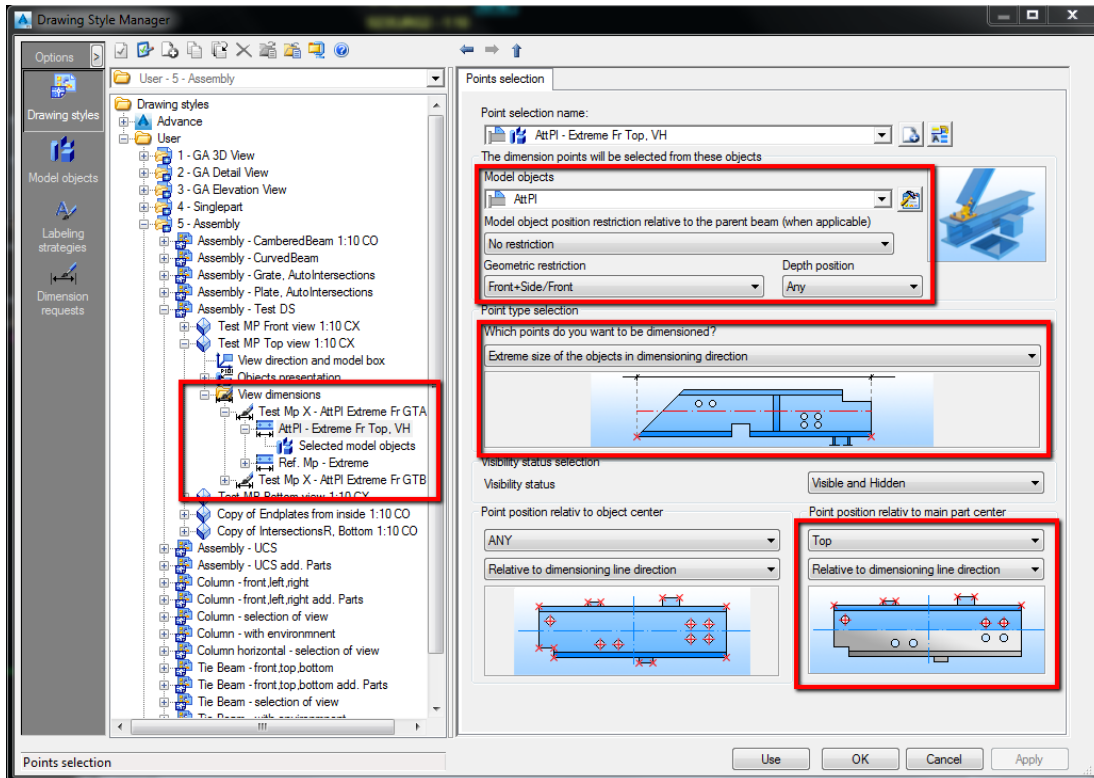 Drawing Style Manager
Options
Drawing styles
Model objects
Labeling
strategies
Dimension
requests
User - 5 - Assembly
Drawing styles
Advance
User
1 - GA 3D View
2 - GA Detail View
3 - GA Elevation View
4 - Singlepart
5 - Assembly
Assembly - CamberedBeam 1:10 CO
Assembly - CurvedBeam
Assembly - Grate, AutoIntersections
Assembly - Plate, AutoIntersections
Assembly - Test DS
Test MP Front view 1:10 CX
Test MP Top view 1:10 CX
View direction and model box
Objects presentation
View dimensions
Test Mp X - AttPl Extreme Fr GTA
AttPl - Extreme Fr Top, VH
Selected model objects
Ref. Mp - Extreme
Test Mp X - AttPl Extreme Fr GTB
Test MP Bottom view 1:10 CX
Copy of Endplates from inside 1:10 CO
Copy of IntersectionsR, Bottom 1:10 CO
Assembly - UCS
Assembly - UCS add. Parts
Column - front,left,right
Column - front,left,right add. Parts
Column - selection of view
Column - with environmnent
Column horizontal - selection of view
Tie Beam - front,top,bottom
Tie Beam - front,top,bottom add. Parts
Tie Beam - selection of view
Tie Beam - with environmnent
Points selection
Points selection
Point selection name:
AttPl - Extreme Fr Top, VH
The dimension points will be selected from these objects
Model objects
AttPl
Model object position restriction relative to the parent beam (when applicable)
No restriction
Geometric restriction
Depth position
Front+Side/Front
Any
Point type selection
Which points do you want to be dimensioned?
Extreme size of the objects in dimensioning direction
Visibility status selection
Visibility status
Visible and Hidden
Point position relativ to object center
Point position relativ to main part center
ANY
Top
Relative to dimensioning line direction
Relative to dimensioning line direction
Use
OK
Cancel
Apply